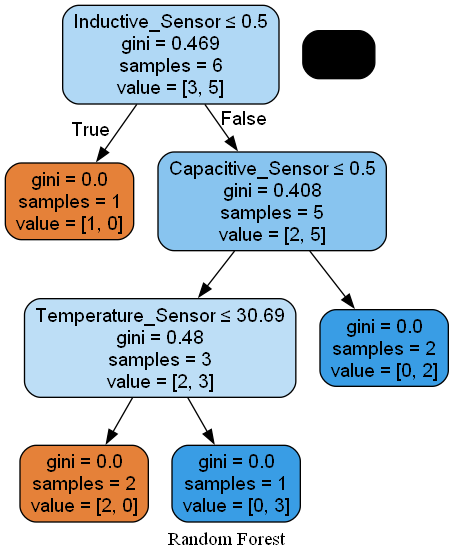 Inductive_Sensor ≤ 0.5
gini = 0.469
samples = 6
value = [3, 5]
True
False
gini = 0.0
samples = 1
value = [1, 0]
Capacitive_Sensor ≤ 0.5
gini = 0.408
samples = 5
value = [2, 5]
Temperature_Sensor ≤ 30.69
gini = 0.48
samples = 3
value = [2, 3]
gini = 0.0
samples = 2
value = [0, 2]
gini = 0.0
samples = 2
value = [2, 0]
gini = 0.0
samples = 1
value = [0, 3]
Random Forest